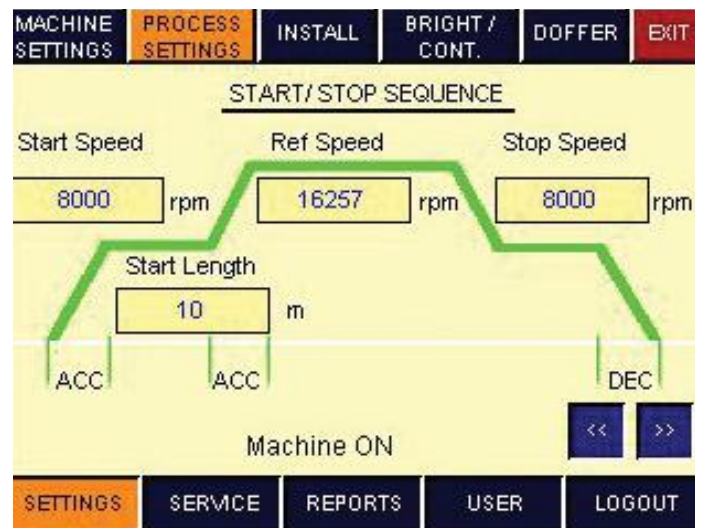 MACHINE SETTINGS
PROCESS SETTINGS
INSTALL
BRIGHT / CONT.
DOFFER
EXIT
START/ STOP SEQUENCE
Start Speed
Ref Speed
Stop Speed
8000 rpm
16257 rpm
8000 rpm
Start Length
10 m
ACC
ACC
DEC
<< >>
Machine ON
SETTINGS
SERVICE
REPORTS
USER
LOGOUT